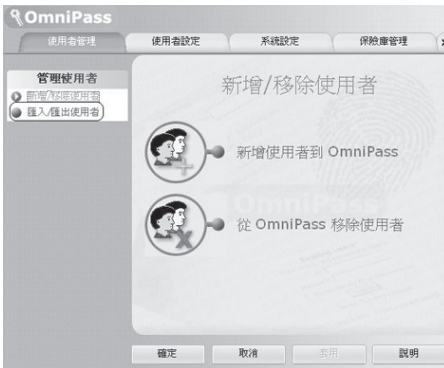 OmniPass
使用者管理
使用者設定
系統設定
保險庫管理
管理使用者
新增/移除使用者
匯入/匯出使用者
新增/移除使用者
新增使用者到 OmniPass
從 OmniPass 移除使用者
確定
取消
套用
說明